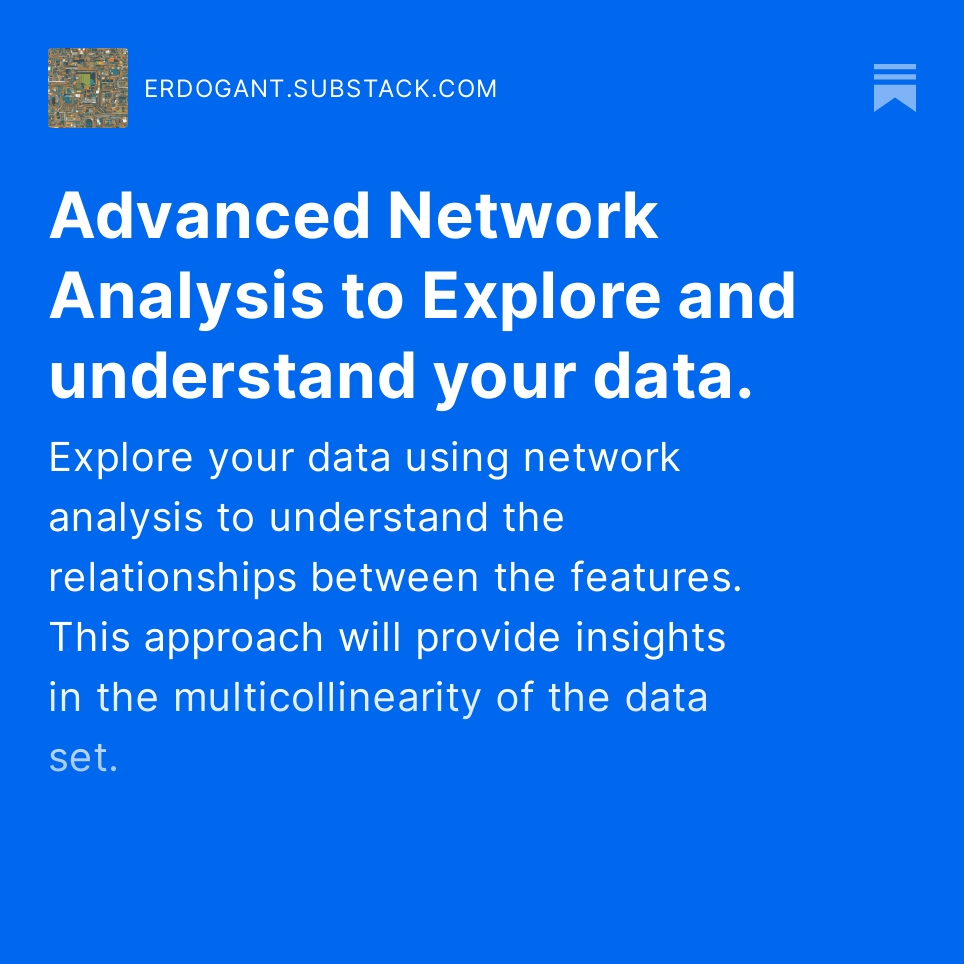 ERDOGANT.SUBSTACK.COM
Advanced Network
Analysis to Explore and
understand your data.
Explore your data using network
analysis to understand the
relationships between the features.
This approach will provide insights
in the multicollinearity of the data
set.